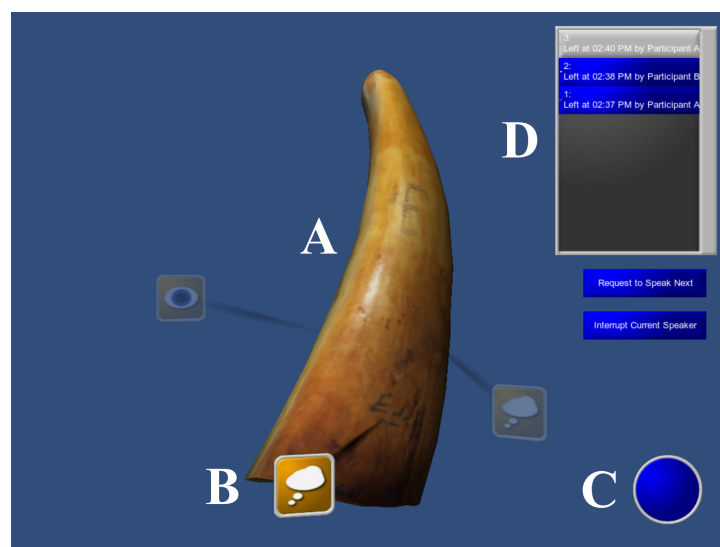 3:
Left at 02:40 PM by Participant A
2:
Left at 02:38 PM by Participant B
1:
Left at 02:37 PM by Participant A
D
A
Request to Speak Next
Interrupt Current Speaker
B
C